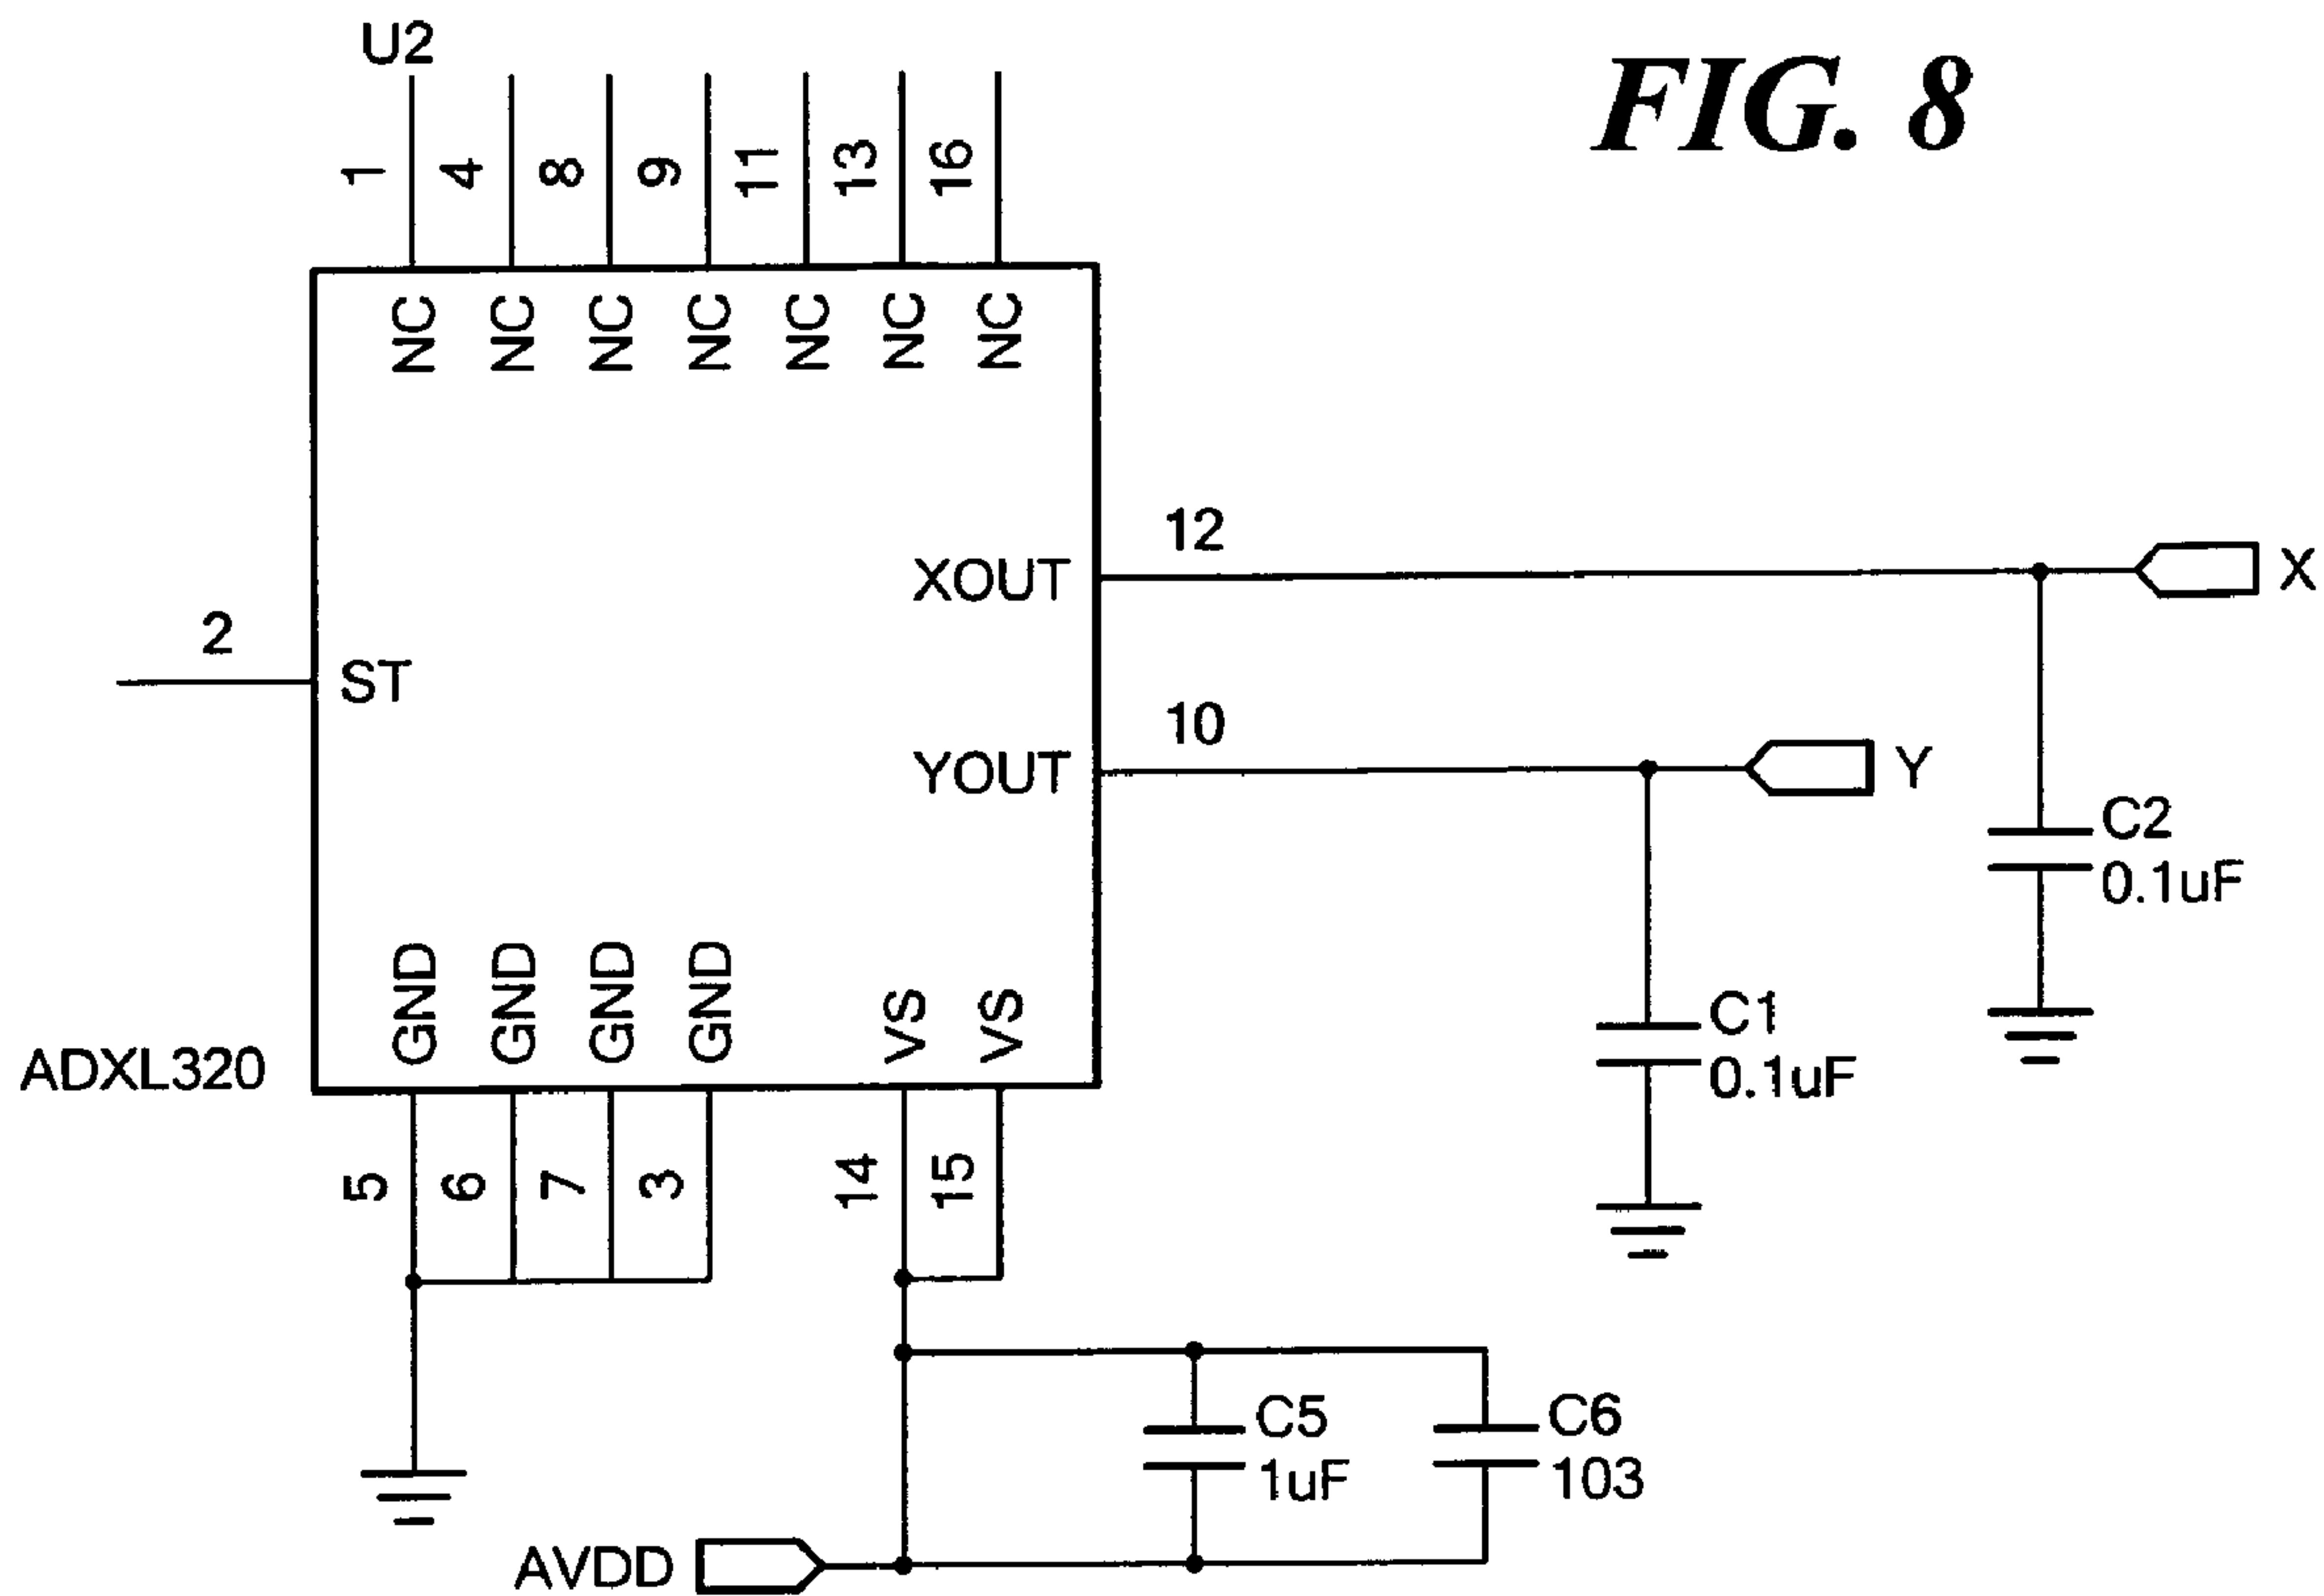 U2
FIG. 8
1
4
8
9
11
13
16
NC
NC
NC
NC
NC
NC
NC
12
XOUT
X
2
ST
10
YOUT
Y
C2
0.1uF
GND
GND
GND
GND
VS
VS
C1
0.1uF
ADXL320
5
6
7
3
14
15
C5
1uF
C6
103
AVDD